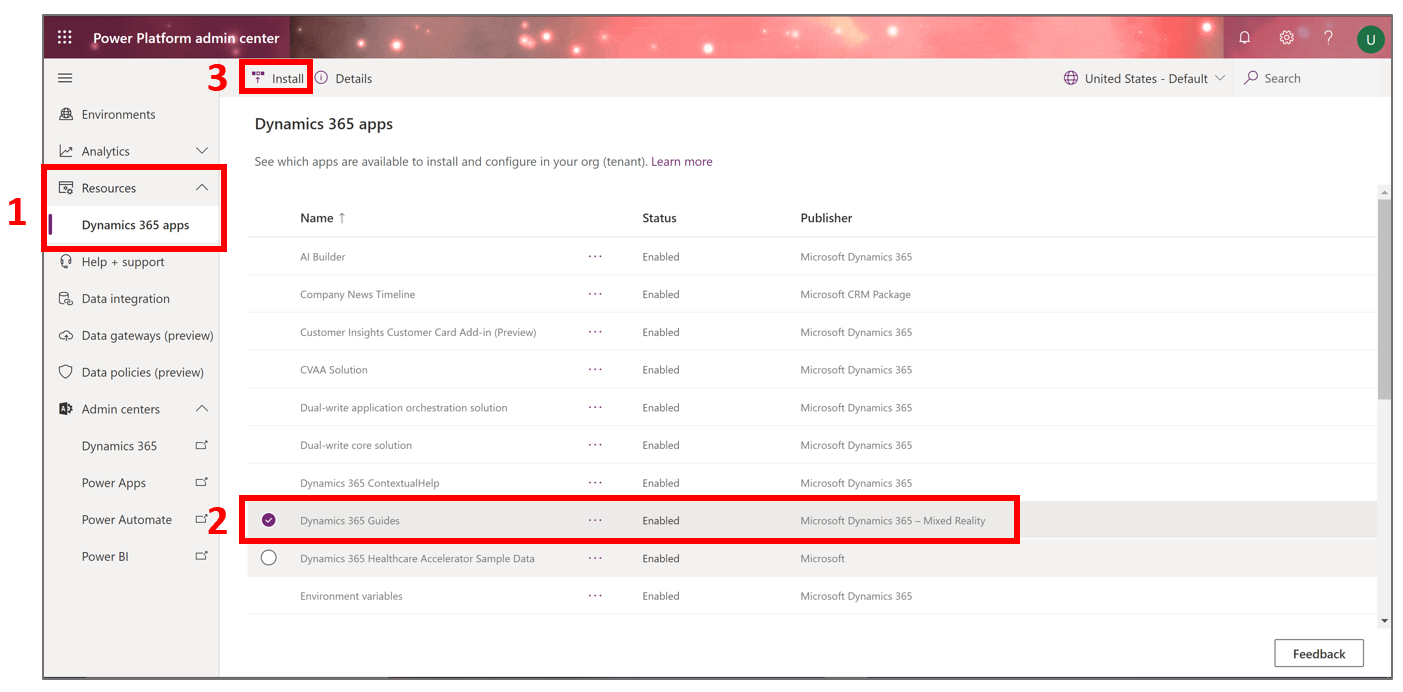 Power Platform admin center
?
U
3
Install
Details
United States - Default
Search
Environments
Analytics
1
Resources
Dynamics 365 apps
Help + support
Data integration
Data gateways (preview)
Data policies (preview)
Admin centers
Dynamics 365
Power Apps
Power Automate
Power BI
Dynamics 365 apps
See which apps are available to install and configure in your org (tenant). Learn more
Name ↑ Status Publisher
AI Builder ... Enabled Microsoft Dynamics 365
Company News Timeline ... Enabled Microsoft CRM Package
Customer Insights Customer Card Add-in (Preview) ... Enabled Microsoft Dynamics 365
CVAA Solution ... Enabled Microsoft Dynamics 365
Dual-write application orchestration solution ... Enabled Microsoft Dynamics 365
Dual-write core solution ... Enabled Microsoft Dynamics 365
Dynamics 365 ContextualHelp ... Enabled Microsoft Dynamics 365
2
Dynamics 365 Guides ... Enabled Microsoft Dynamics 365 – Mixed Reality
Dynamics 365 Healthcare Accelerator Sample Data ... Enabled Microsoft
Environment variables ... Enabled Microsoft Dynamics 365
Feedback